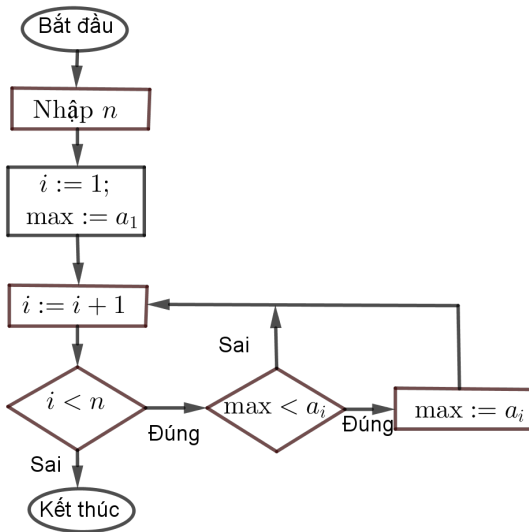 Bắt đầu
Nhập n
i := 1;
max := a₁
i := i + 1
Sai
i < n
max < aᵢ
max := aᵢ
Đúng
Đúng
Sai
Kết thúc